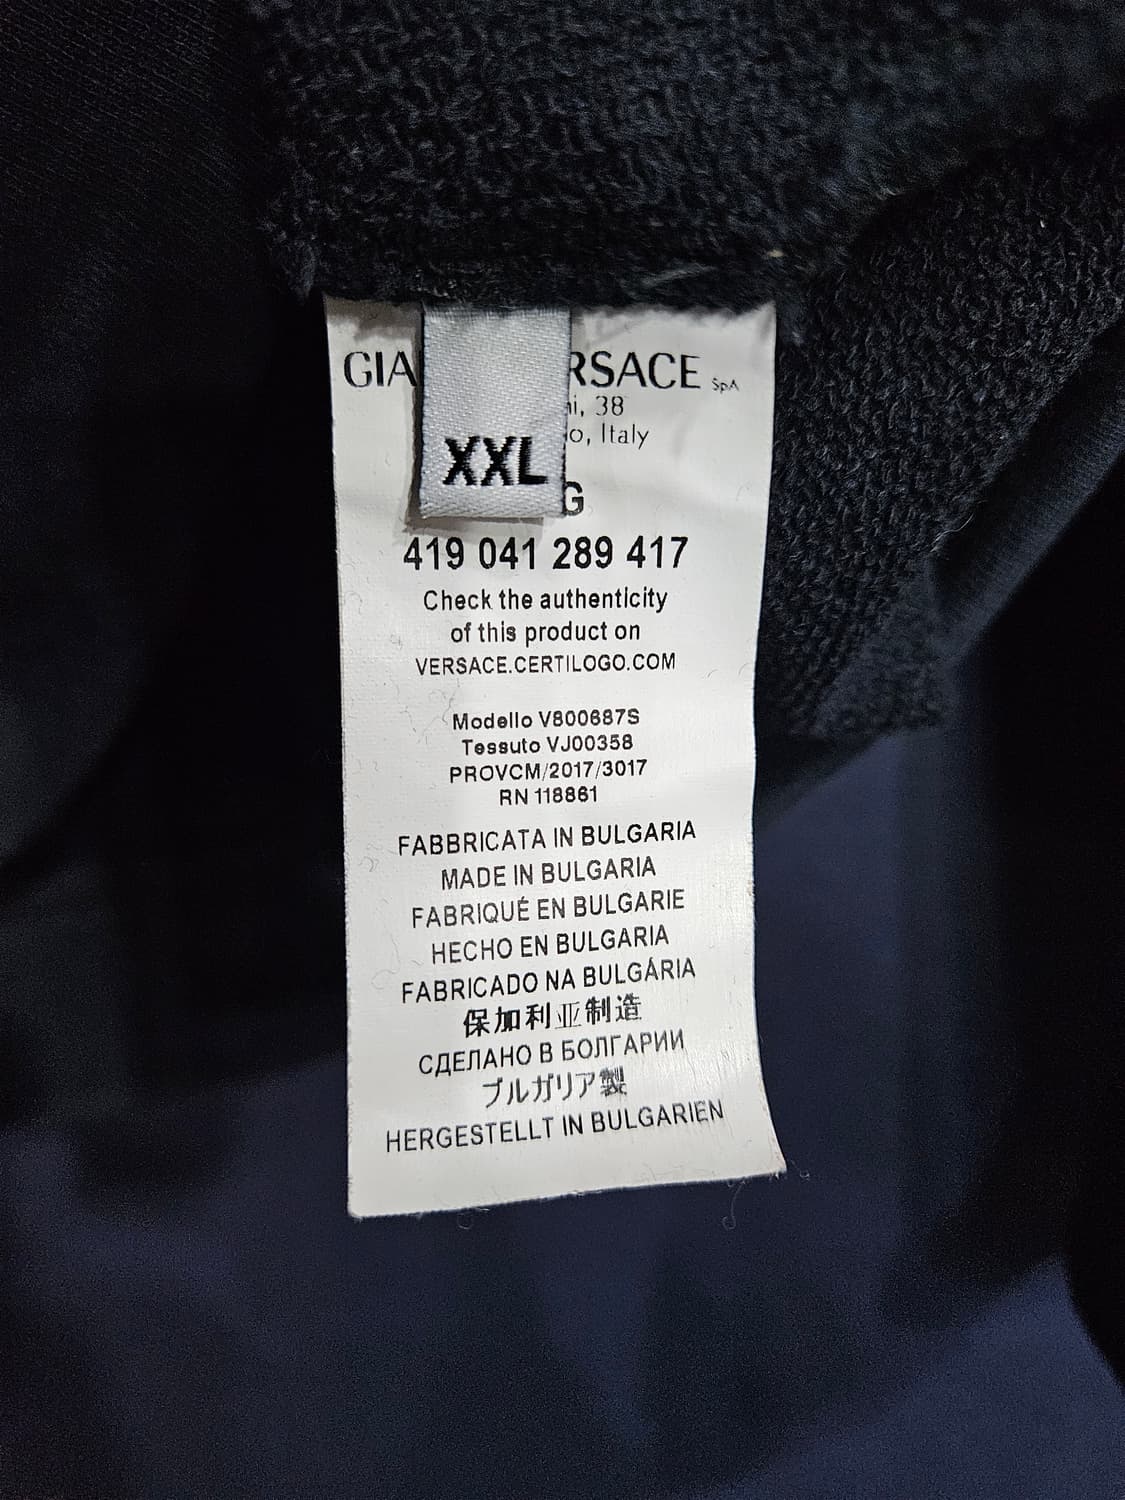 GIA RSACE SpA
i, 38
o, Italy
XXL
G
419 041 289 417
Check the authenticity
of this product on
VERSACE.CERTILOGO.COM
Modello V800687S
Tessuto VJ00358
PROVCM/2017/3017
RN 118861
FABBRICATA IN BULGARIA
MADE IN BULGARIA
FABRIQUÉ EN BULGARIE
HECHO EN BULGARIA
FABRICADO NA BULGÁRIA
保加利亚制造
СДЕЛАНО В БОЛГАРИИ
ブルガリア製
HERGESTELLT IN BULGARIEN